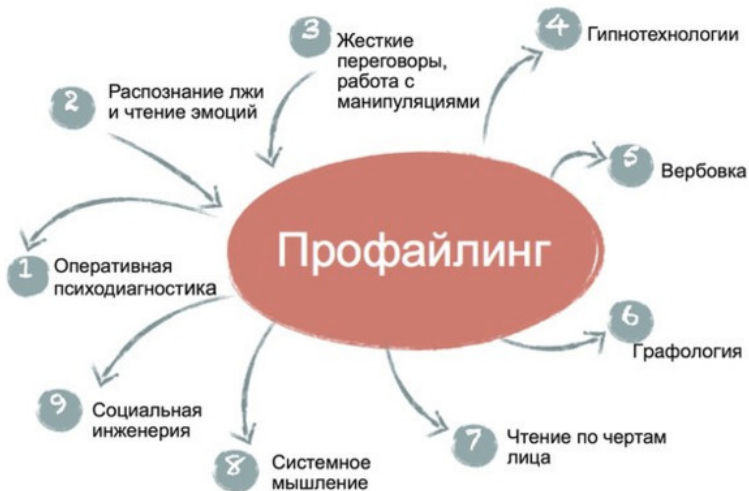 3
Жесткие
переговоры,
работа с
манипуляциями
4
Гипнотехнологии
2
Распознание лжи
и чтение эмоций
5
Вербовка
Профайлинг
1
Оперативная
психодиагностика
6
Графология
9
Социальная
инженерия
8
Системное
мышление
7
Чтение по чертам
лица